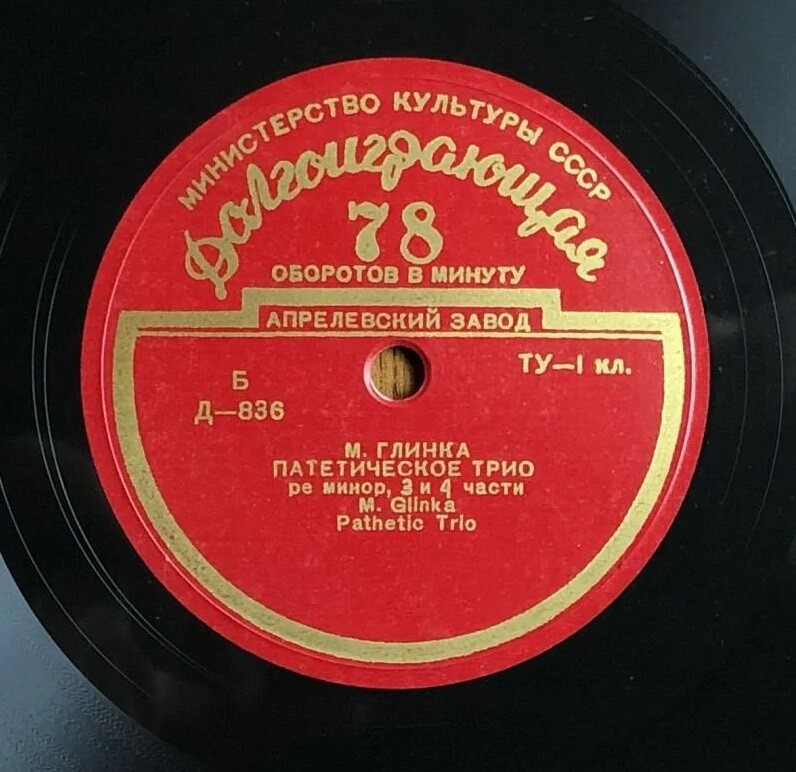 МИНИСТЕРСТВО КУЛЬТУРЫ СССР
Долгоиграющая
78
ОБОРОТОВ В МИНУТУ
АПРЕЛЕВСКИЙ ЗАВОД
ТУ—1 кл.
Б
Д—836
М. ГЛИНКА
ПАТЕТИЧЕСКОЕ ТРИО
ре минор, 3 и 4 части
M. Glinka
Pathetic Trio